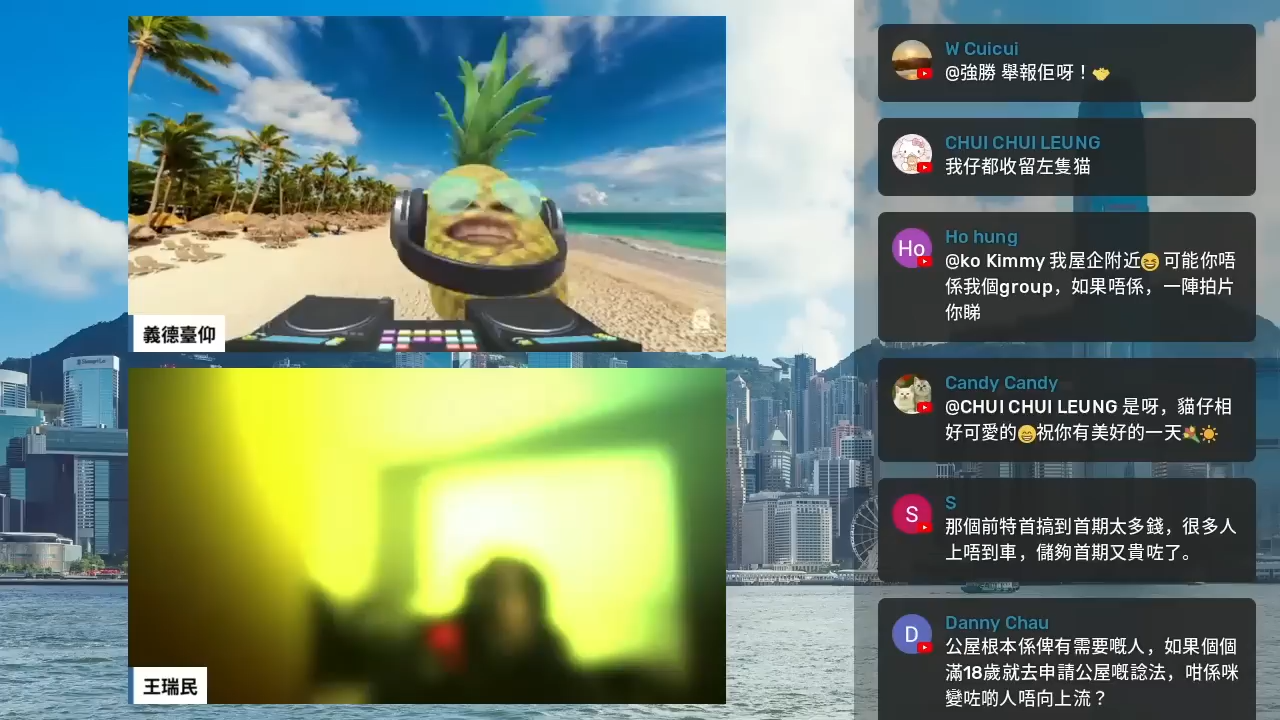 義德臺仰
王瑞民
W Cuicui
@強勝 舉報佢呀！
CHUI CHUI LEUNG
我仔都收留左隻猫
Ho
Ho hung
@ko Kimmy 我屋企附近😆 可能你唔
係我個group，如果唔係，一陣拍片
你睇
Candy Candy
@CHUI CHUI LEUNG 是呀，貓仔相
好可愛的😄祝你有美好的一天💐☀️
S
S
那個前特首搞到首期太多錢，很多人
上唔到車，儲夠首期又貴咗了。
D
Danny Chau
公屋根本係俾有需要嘅人，如果個個
滿18歲就去申請公屋嘅諗法，咁係咪
變咗啲人唔向上流？